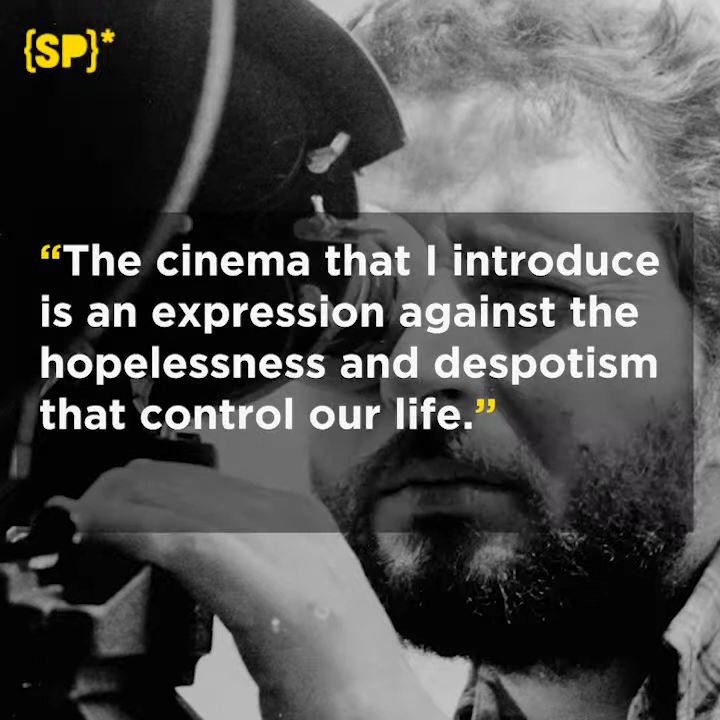 {SP}*
“The cinema that I introduce
is an expression against the
hopelessness and despotism
that control our life.”